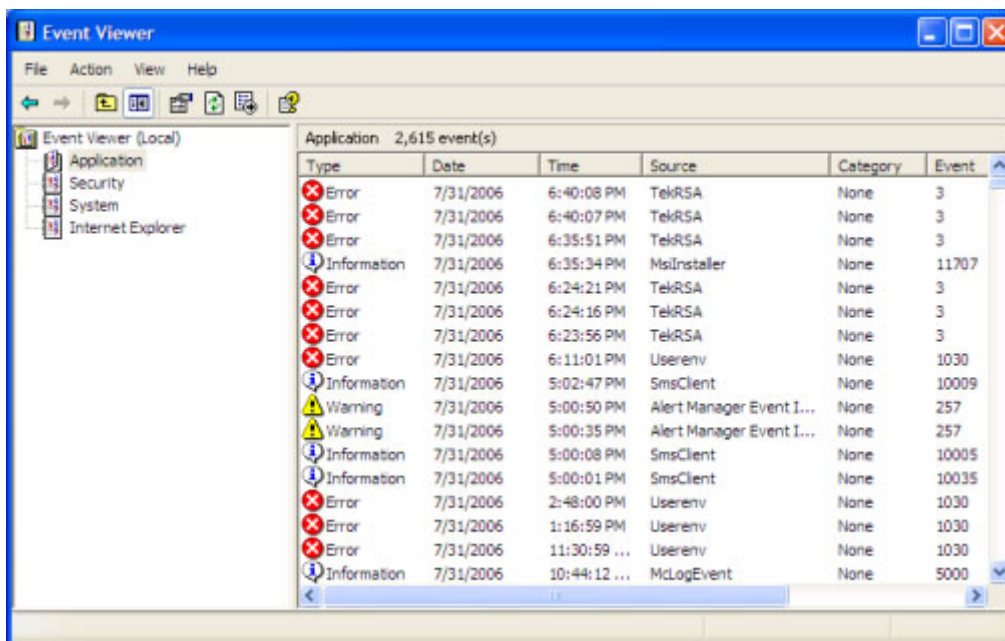 Event Viewer
File Action View Help
Event Viewer (Local)
Application
Security
System
Internet Explorer
Application 2,615 event(s)
Type Date Time Source Category Event
Error 7/31/2006 6:40:08 PM TekRSA None 3
Error 7/31/2006 6:40:07 PM TekRSA None 3
Error 7/31/2006 6:35:51 PM TekRSA None 3
Information 7/31/2006 6:35:34 PM MsiInstaller None 11707
Error 7/31/2006 6:24:21 PM TekRSA None 3
Error 7/31/2006 6:24:16 PM TekRSA None 3
Error 7/31/2006 6:23:56 PM TekRSA None 3
Error 7/31/2006 6:11:01 PM Userenv None 1030
Information 7/31/2006 5:02:47 PM SmsClient None 10009
Warning 7/31/2006 5:00:50 PM Alert Manager Event I... None 257
Warning 7/31/2006 5:00:35 PM Alert Manager Event I... None 257
Information 7/31/2006 5:00:08 PM SmsClient None 10005
Information 7/31/2006 5:00:01 PM SmsClient None 10035
Error 7/31/2006 2:48:00 PM Userenv None 1030
Error 7/31/2006 1:16:59 PM Userenv None 1030
Error 7/31/2006 11:30:59 ... Userenv None 1030
Information 7/31/2006 10:44:12 ... McLogEvent None 5000